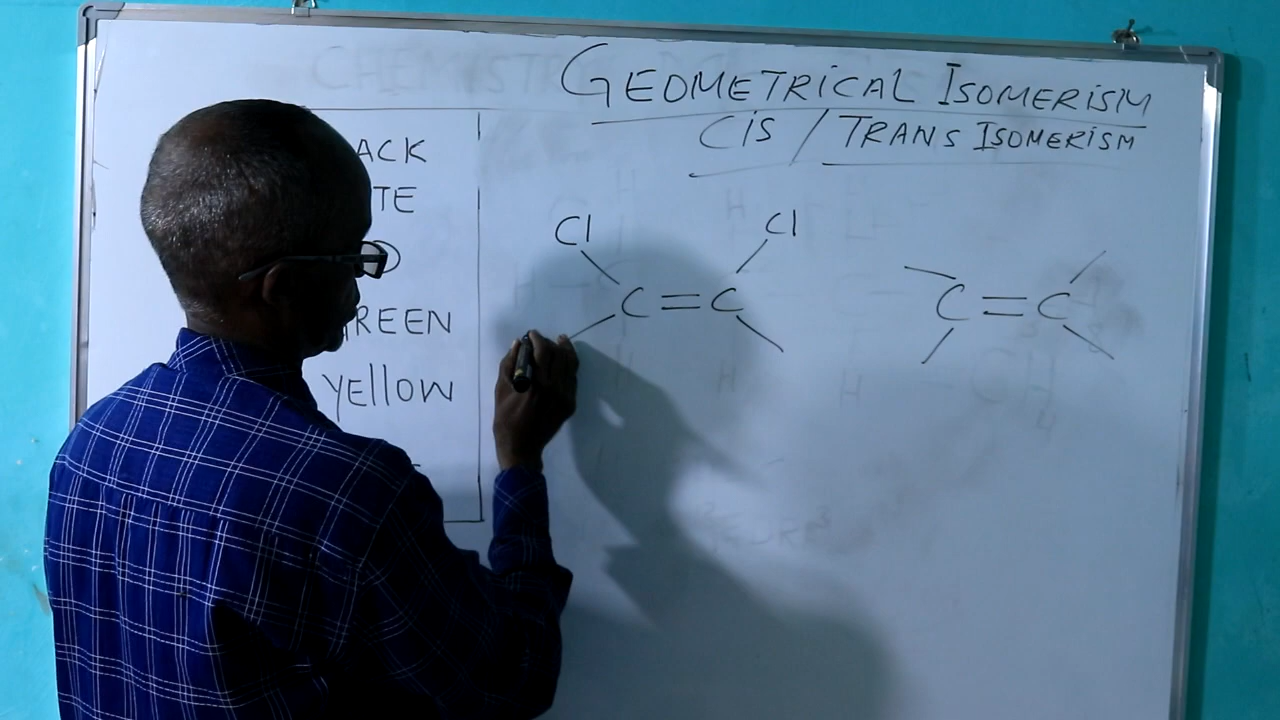 GEOMETRICAL ISOMERISM
CIS / TRANS ISOMERISM
ACK
TE
D
REEN
YEllOW
Cl Cl
C=C
C=C